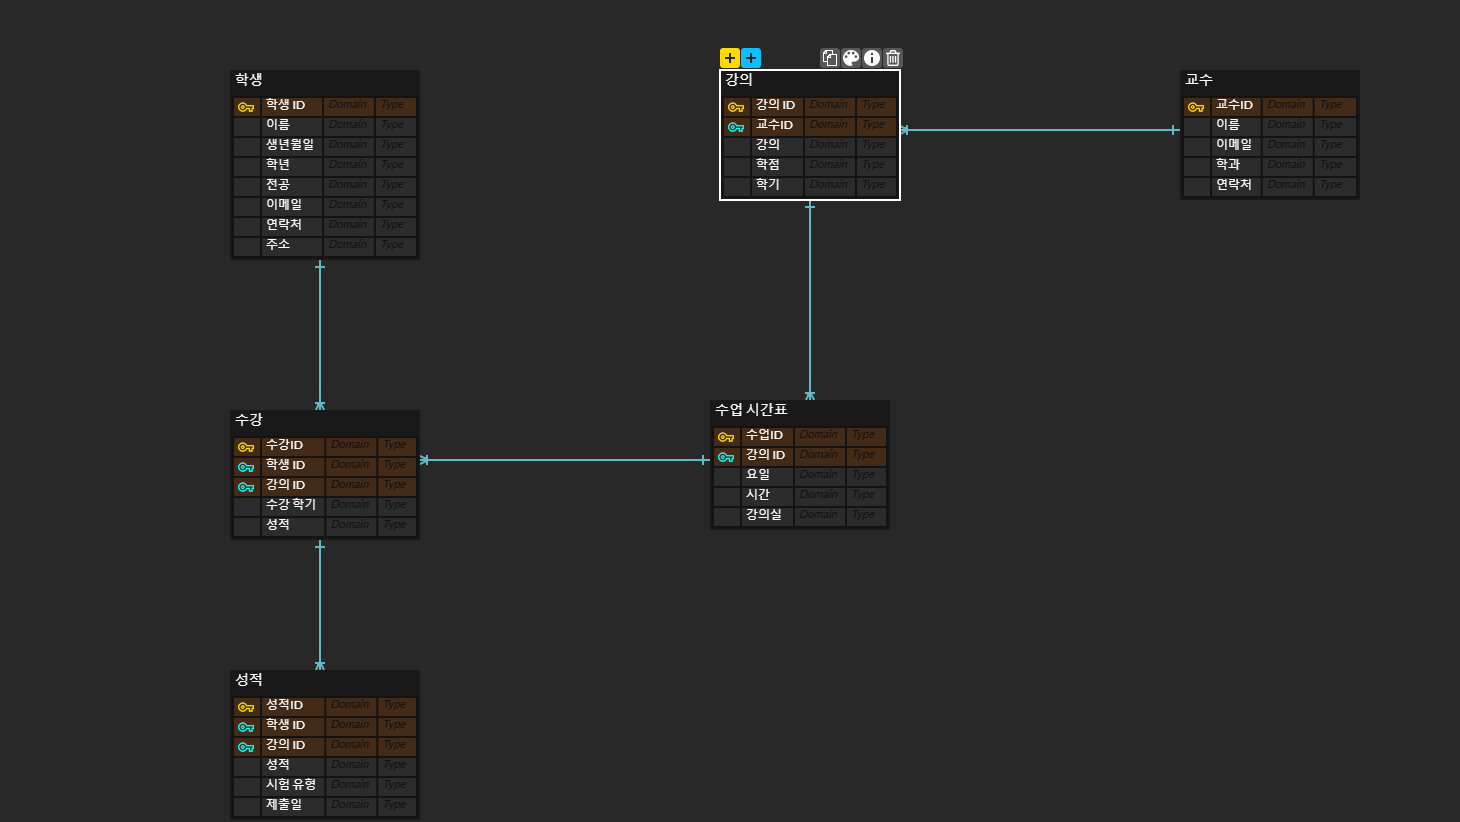 학생
학생 ID Domain Type
이름 Domain Type
생년월일 Domain Type
학년 Domain Type
전공 Domain Type
이메일 Domain Type
연락처 Domain Type
주소 Domain Type
강의
강의 ID Domain Type
교수ID Domain Type
강의 Domain Type
학점 Domain Type
학기 Domain Type
교수
교수ID Domain Type
이름 Domain Type
이메일 Domain Type
학과 Domain Type
연락처 Domain Type
수강
수강ID Domain Type
학생 ID Domain Type
강의 ID Domain Type
수강 학기 Domain Type
성적 Domain Type
수업 시간표
수업ID Domain Type
강의 ID Domain Type
요일 Domain Type
시간 Domain Type
강의실 Domain Type
성적
성적ID Domain Type
학생 ID Domain Type
강의 ID Domain Type
성적 Domain Type
시험 유형 Domain Type
제출일 Domain Type